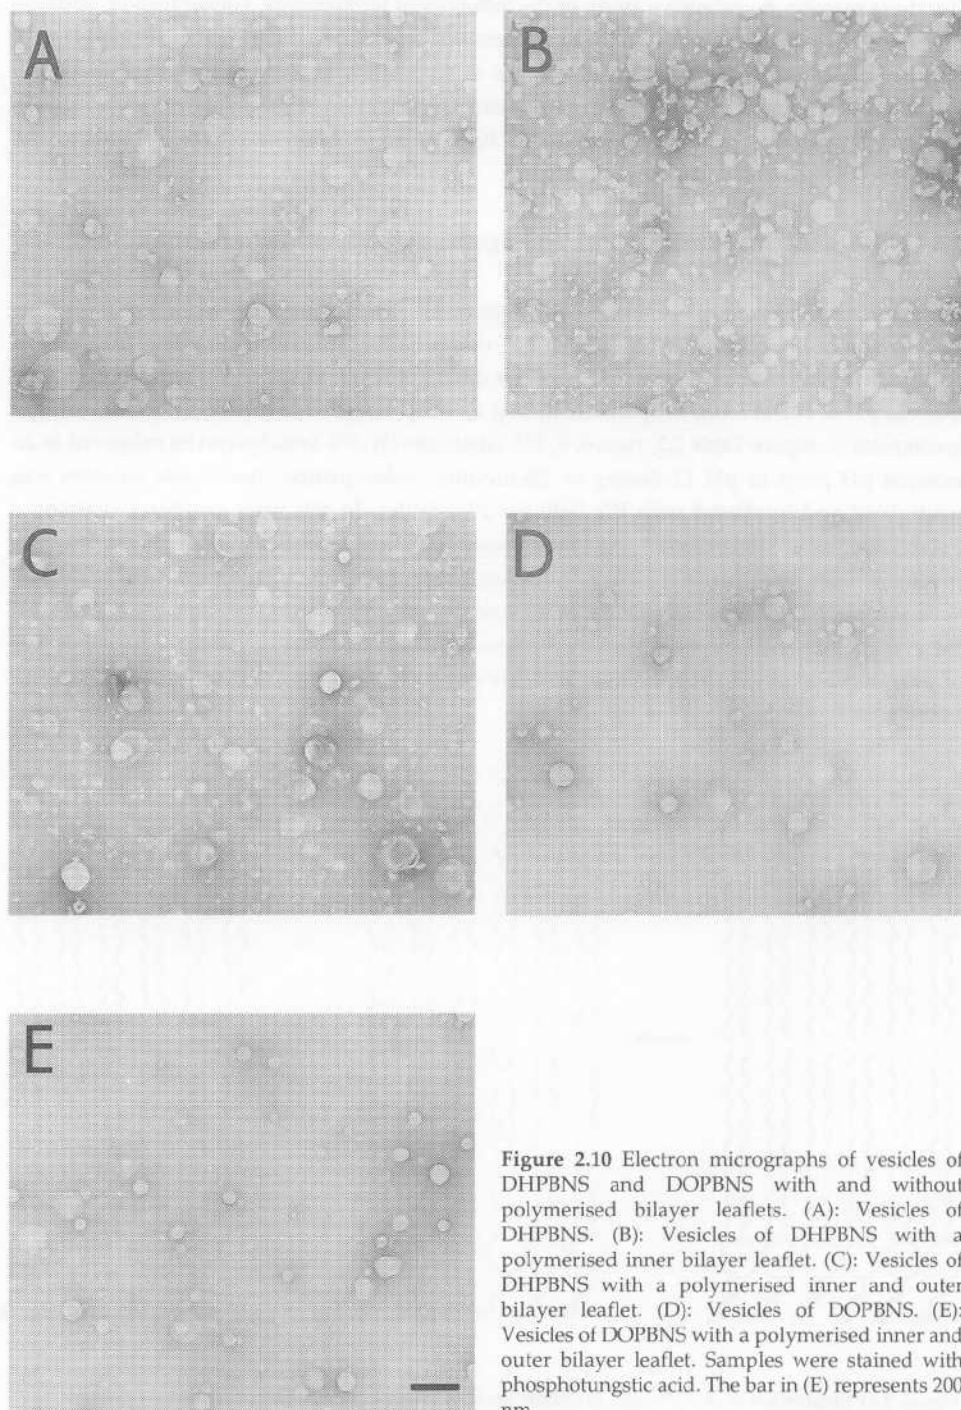 A
B
C
D
E
Figure 2.10 Electron micrographs of vesicles of
DHPBNS and DOPBNS with and without
polymerised bilayer leaflets. (A): Vesicles of
DHPBNS. (B): Vesicles of DHPBNS with a
polymerised inner bilayer leaflet. (C): Vesicles of
DHPBNS with a polymerised inner and outer
bilayer leaflet. (D): Vesicles of DOPBNS. (E):
Vesicles of DOPBNS with a polymerised inner and
outer bilayer leaflet. Samples were stained with
phosphotungstic acid. The bar in (E) represents 200
nm